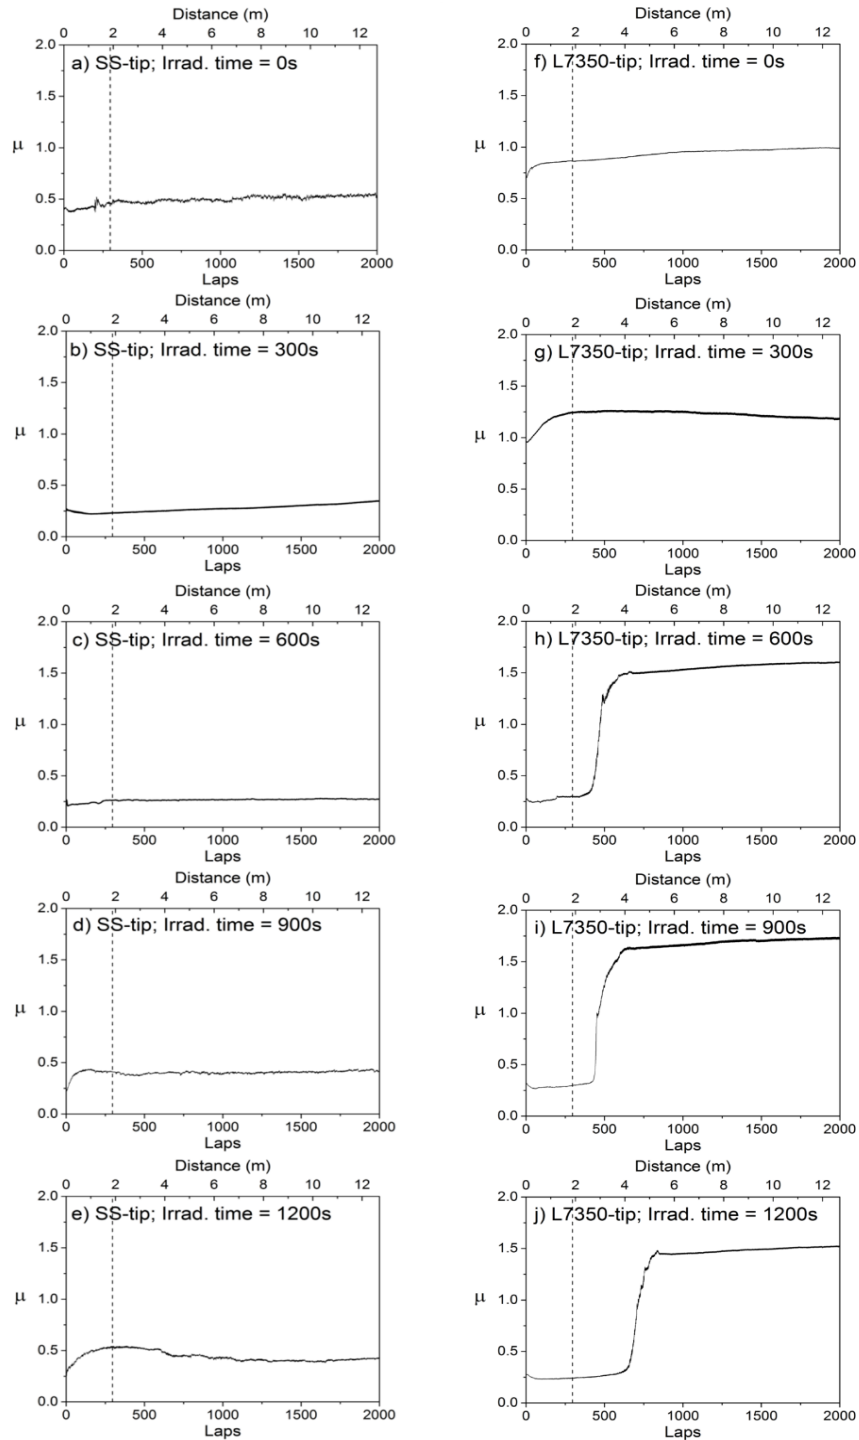 Distance (m)
0 2 4 6 8 10 12
a) SS-tip; Irrad. time = 0s
2.0
1.5
μ
1.0
0.5
0.0
0 500 1000 1500 2000
Laps
Distance (m)
0 2 4 6 8 10 12
b) SS-tip; Irrad. time = 300s
2.0
1.5
μ
1.0
0.5
0.0
0 500 1000 1500 2000
Laps
Distance (m)
0 2 4 6 8 10 12
c) SS-tip; Irrad. time = 600s
2.0
1.5
μ
1.0
0.5
0.0
0 500 1000 1500 2000
Laps
Distance (m)
0 2 4 6 8 10 12
d) SS-tip; Irrad. time = 900s
2.0
1.5
μ
1.0
0.5
0.0
0 500 1000 1500 2000
Laps
Distance (m)
0 2 4 6 8 10 12
e) SS-tip; Irrad. time = 1200s
2.0
1.5
μ
1.0
0.5
0.0
0 500 1000 1500 2000
Laps
Distance (m)
0 2 4 6 8 10 12
f) L7350-tip; Irrad. time = 0s
2.0
1.5
μ
1.0
0.5
0.0
0 500 1000 1500 2000
Laps
Distance (m)
0 2 4 6 8 10 12
g) L7350-tip; Irrad. time = 300s
2.0
1.5
μ
1.0
0.5
0.0
0 500 1000 1500 2000
Laps
Distance (m)
0 2 4 6 8 10 12
h) L7350-tip; Irrad. time = 600s
2.0
1.5
μ
1.0
0.5
0.0
0 500 1000 1500 2000
Laps
Distance (m)
0 2 4 6 8 10 12
i) L7350-tip; Irrad. time = 900s
2.0
1.5
μ
1.0
0.5
0.0
0 500 1000 1500 2000
Laps
Distance (m)
0 2 4 6 8 10 12
j) L7350-tip; Irrad. time = 1200s
2.0
1.5
μ
1.0
0.5
0.0
0 500 1000 1500 2000
Laps